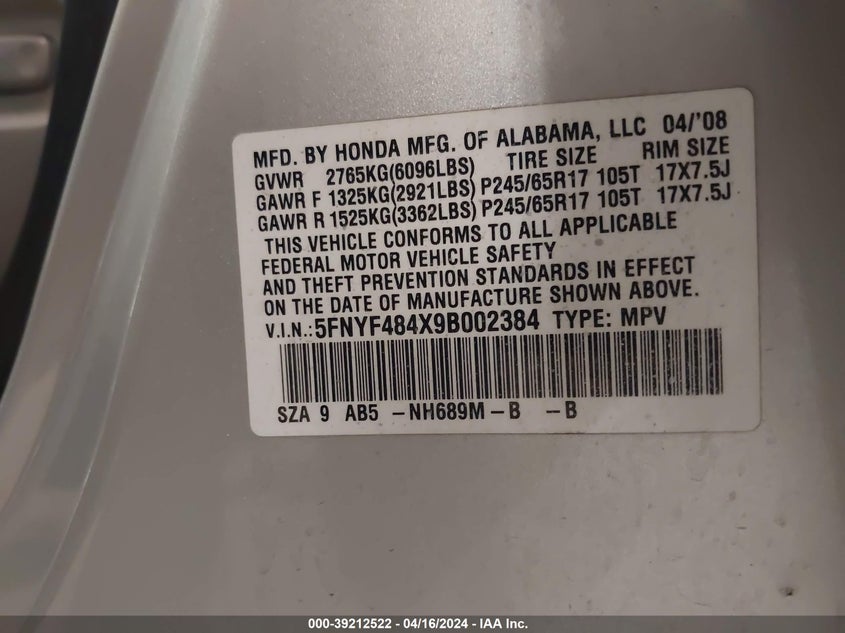 MFD. BY HONDA MFG. OF ALABAMA, LLC 04/'08
GVWR 2765KG(6096LBS) TIRE SIZE RIM SIZE
GAWR F 1325KG(2921LBS) P245/65R17 105T 17X7.5J
GAWR R 1525KG(3362LBS) P245/65R17 105T 17X7.5J
THIS VEHICLE CONFORMS TO ALL APPLICABLE
FEDERAL MOTOR VEHICLE SAFETY
AND THEFT PREVENTION STANDARDS IN EFFECT
ON THE DATE OF MANUFACTURE SHOWN ABOVE.
V.I.N.:5FNYF484X9B002384 TYPE: MPV
SZA 9 AB5 -NH689M-B --B
000-39212522 - 04/16/2024 - IAA Inc.